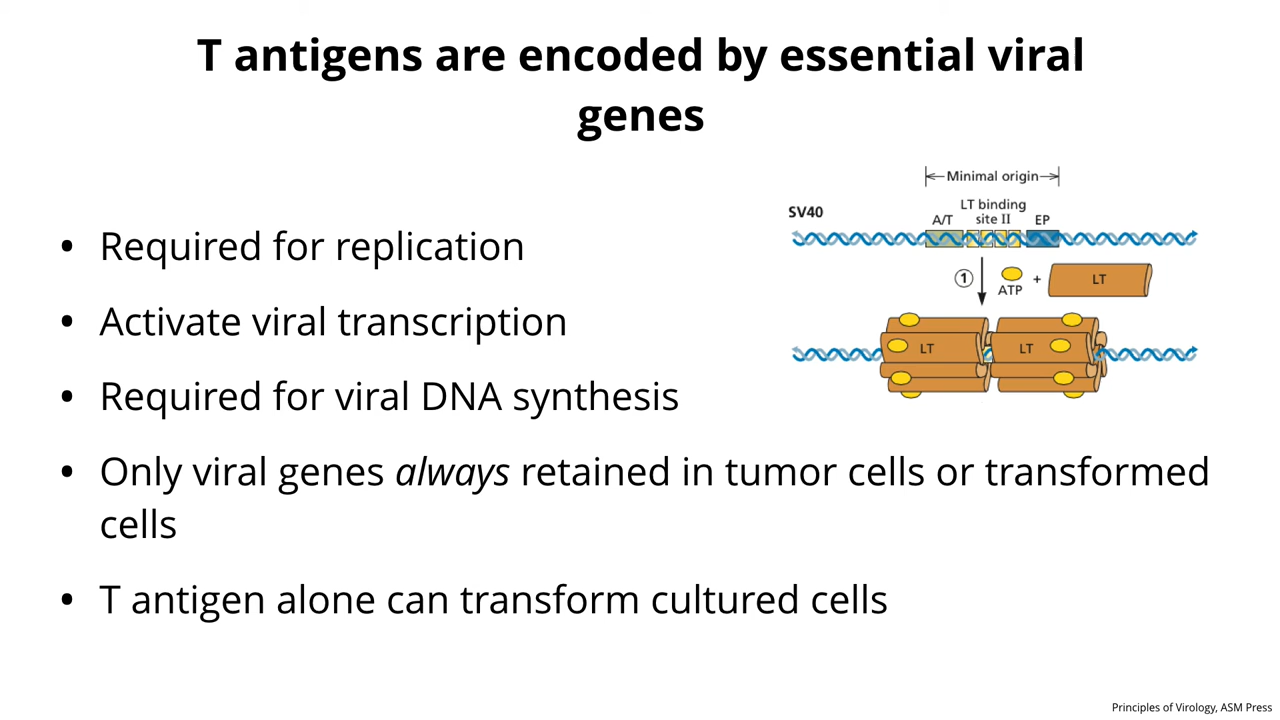 T antigens are encoded by essential viral
genes
• Required for replication
• Activate viral transcription
• Required for viral DNA synthesis
• Only viral genes always retained in tumor cells or transformed
cells
• T antigen alone can transform cultured cells
Minimal origin
SV40
A/T
LT binding
site II
EP
1
ATP
+
LT
LT
LT
Principles of Virology, ASM Press